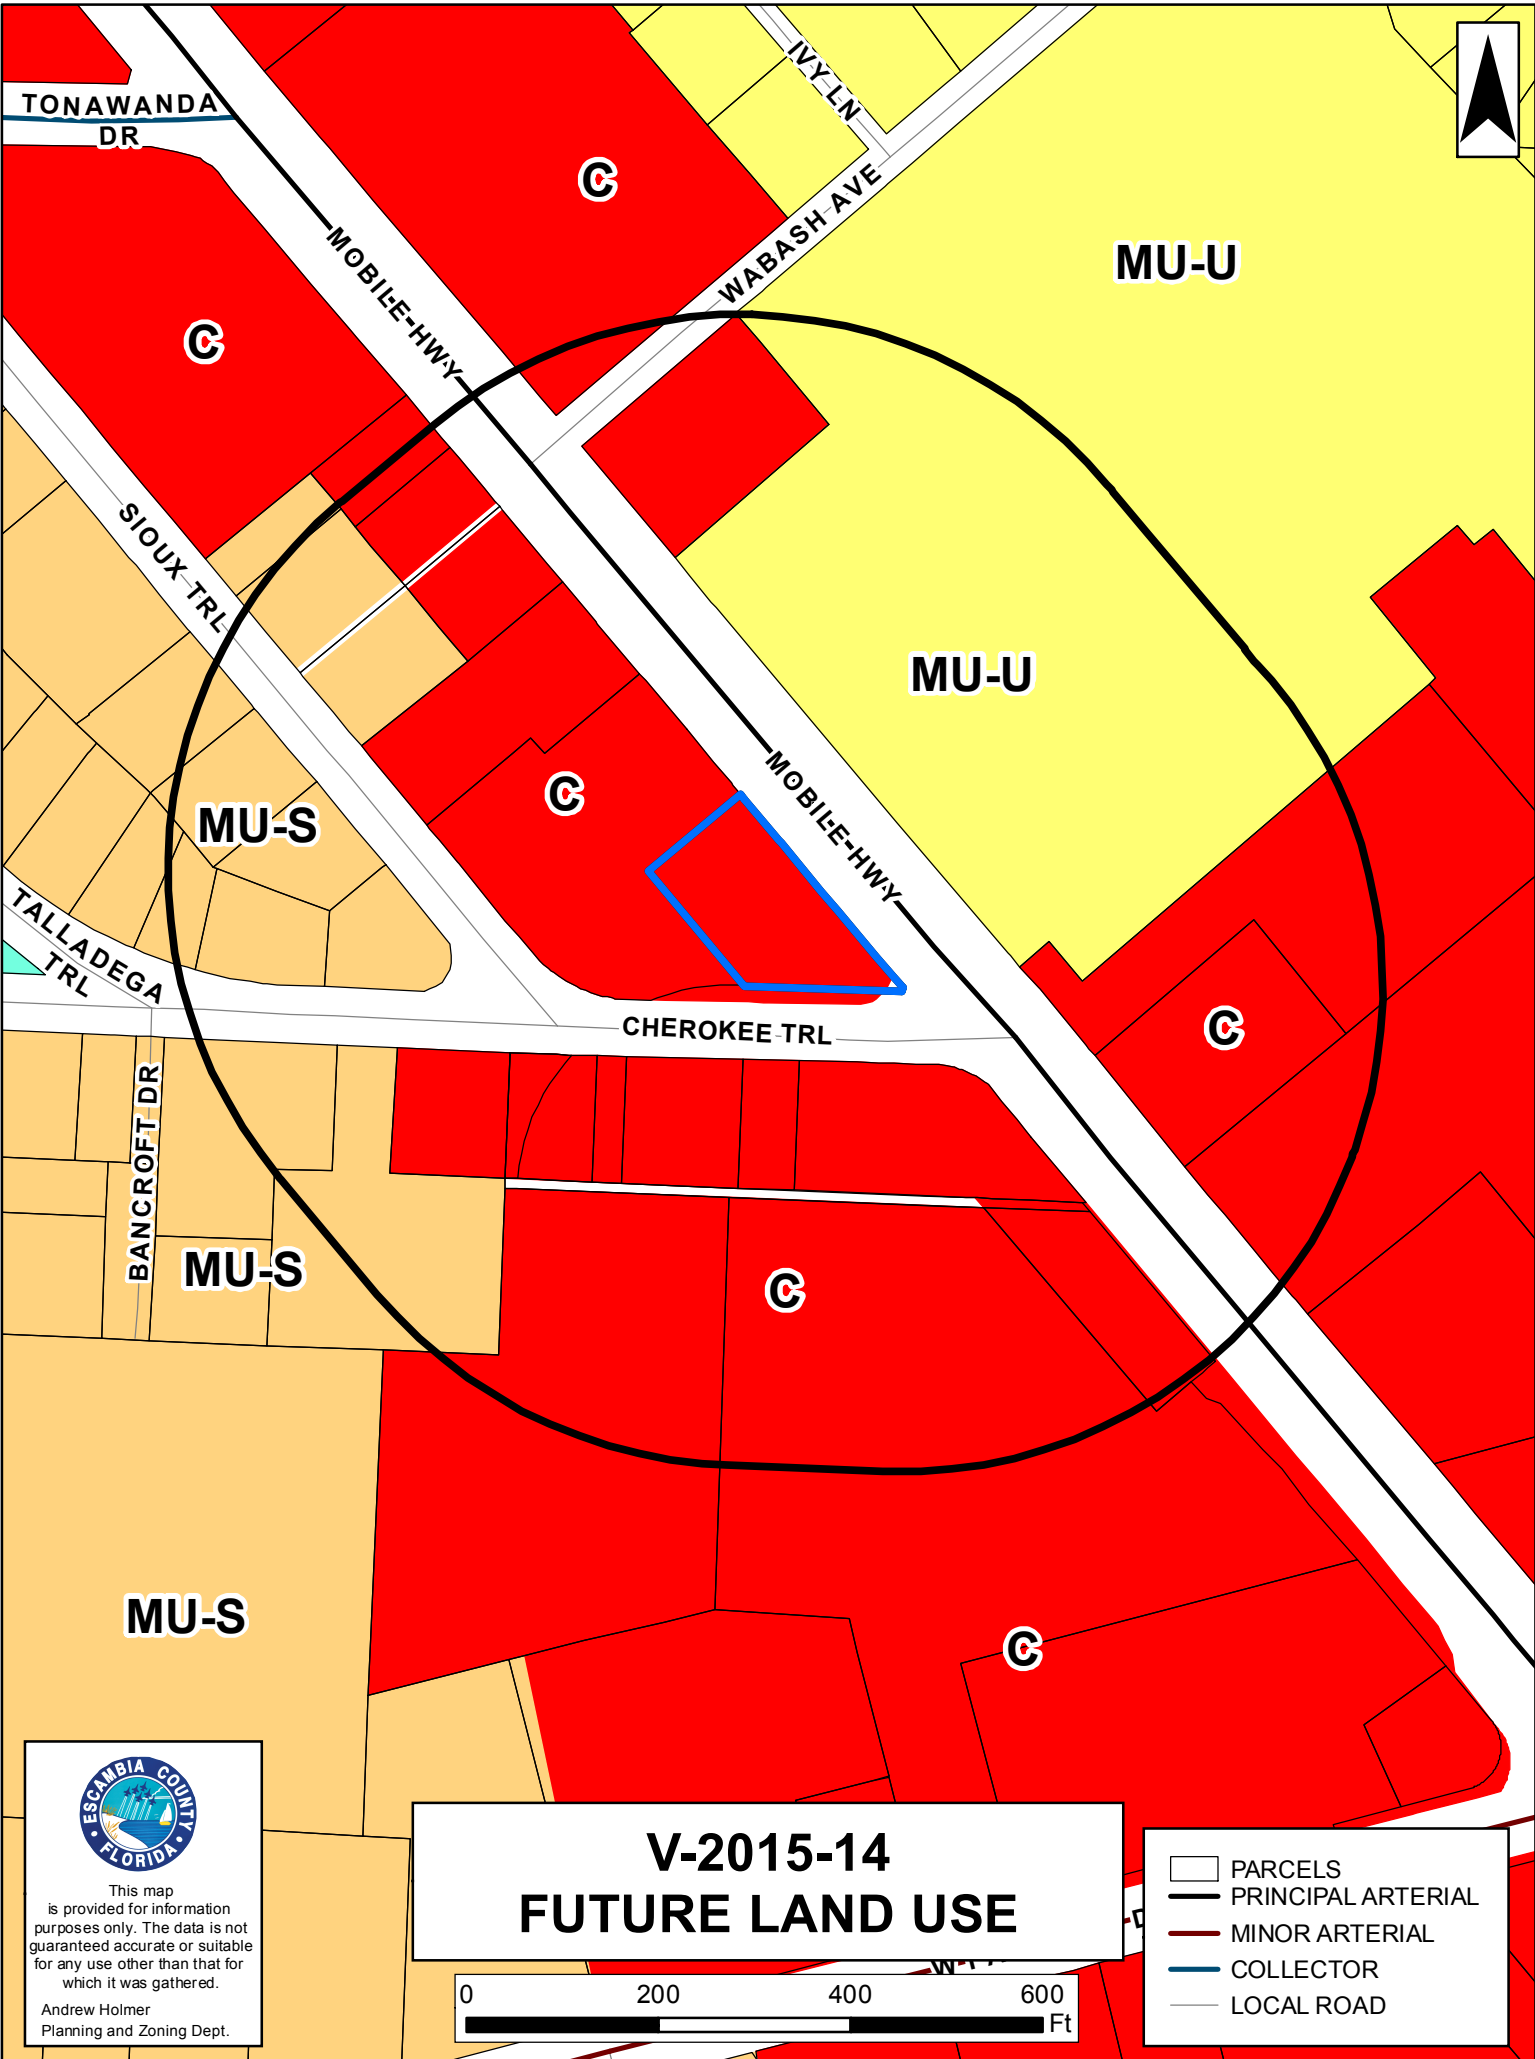 TONAWANDA
DR
IVY LN
WABASH AVE
C
MU-U
MOBILE HWY
C
SIOUX TRL
MU-U
MOBILE HWY
C
MU-S
TALLADEGA
TRL
CHEROKEE TRL
C
BANCROFT DR
MU-S
C
MU-S
C
ESCAMBIA COUNTY
FLORIDA
This map
is provided for information
purposes only. The data is not
guaranteed accurate or suitable
for any use other than that for
which it was gathered.
Andrew Holmer
Planning and Zoning Dept.
V-2015-14
FUTURE LAND USE
0 200 400 600
Ft
PARCELS
PRINCIPAL ARTERIAL
MINOR ARTERIAL
COLLECTOR
LOCAL ROAD